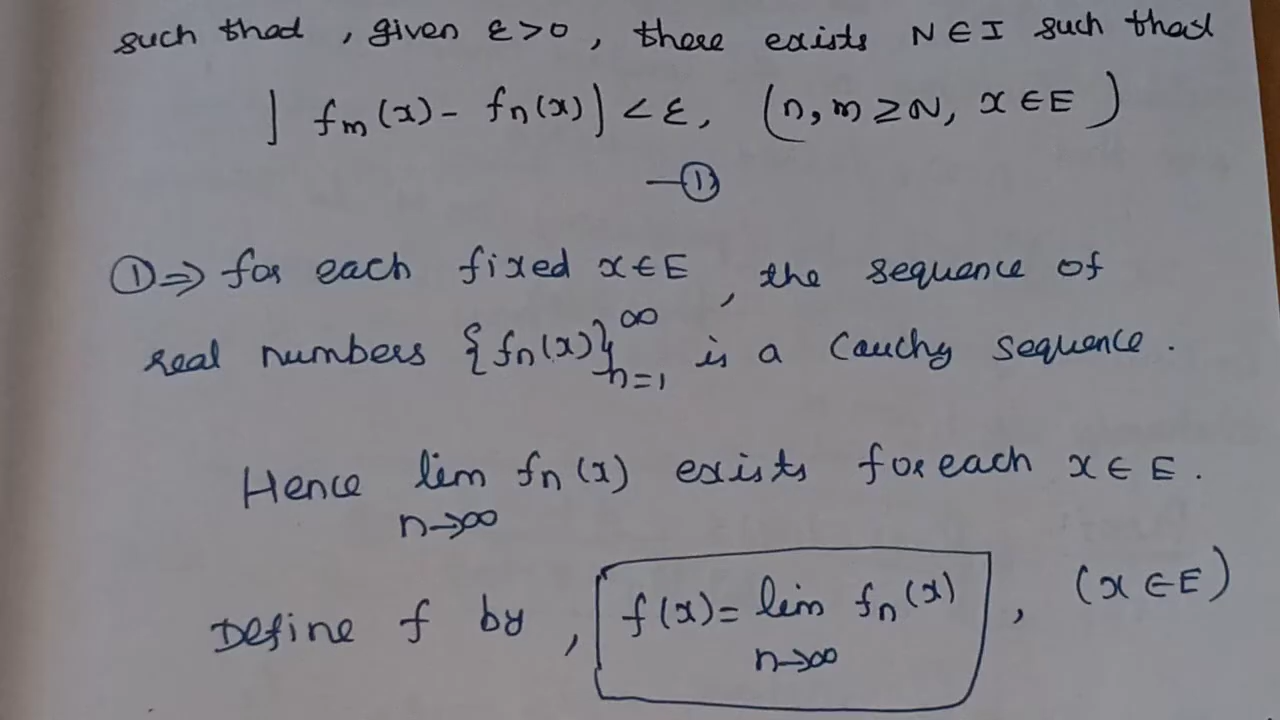 such that , given ε>0 , there exists N∈I such that
| fm(x) - fn(x)| < ε, (n, m ≥ N, x ∈ E )
—①
①⇒ for each fixed x∈E , the sequence of
real numbers {fn(x)}∞n=1 is a Cauchy sequence .
Hence lim fn(x) exists for each x ∈ E .
n→∞
Define f by , f(x) = lim fn(x) , (x ∈ E)
n→∞